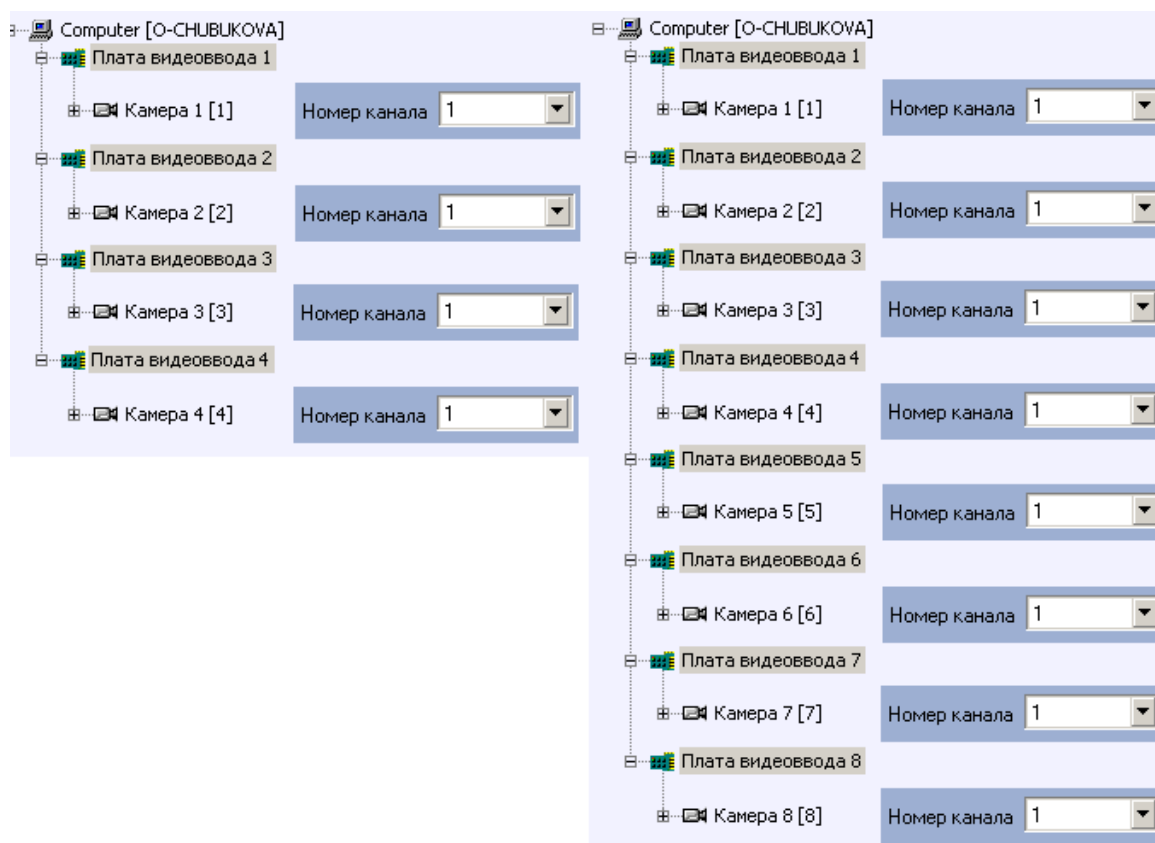 Computer [O-CHUBUKOVA]
Плата видеоввода 1
Камера 1 [1] Номер канала 1
Плата видеоввода 2
Камера 2 [2] Номер канала 1
Плата видеоввода 3
Камера 3 [3] Номер канала 1
Плата видеоввода 4
Камера 4 [4] Номер канала 1
Computer [O-CHUBUKOVA]
Плата видеоввода 1
Камера 1 [1] Номер канала 1
Плата видеоввода 2
Камера 2 [2] Номер канала 1
Плата видеоввода 3
Камера 3 [3] Номер канала 1
Плата видеоввода 4
Камера 4 [4] Номер канала 1
Плата видеоввода 5
Камера 5 [5] Номер канала 1
Плата видеоввода 6
Камера 6 [6] Номер канала 1
Плата видеоввода 7
Камера 7 [7] Номер канала 1
Плата видеоввода 8
Камера 8 [8] Номер канала 1